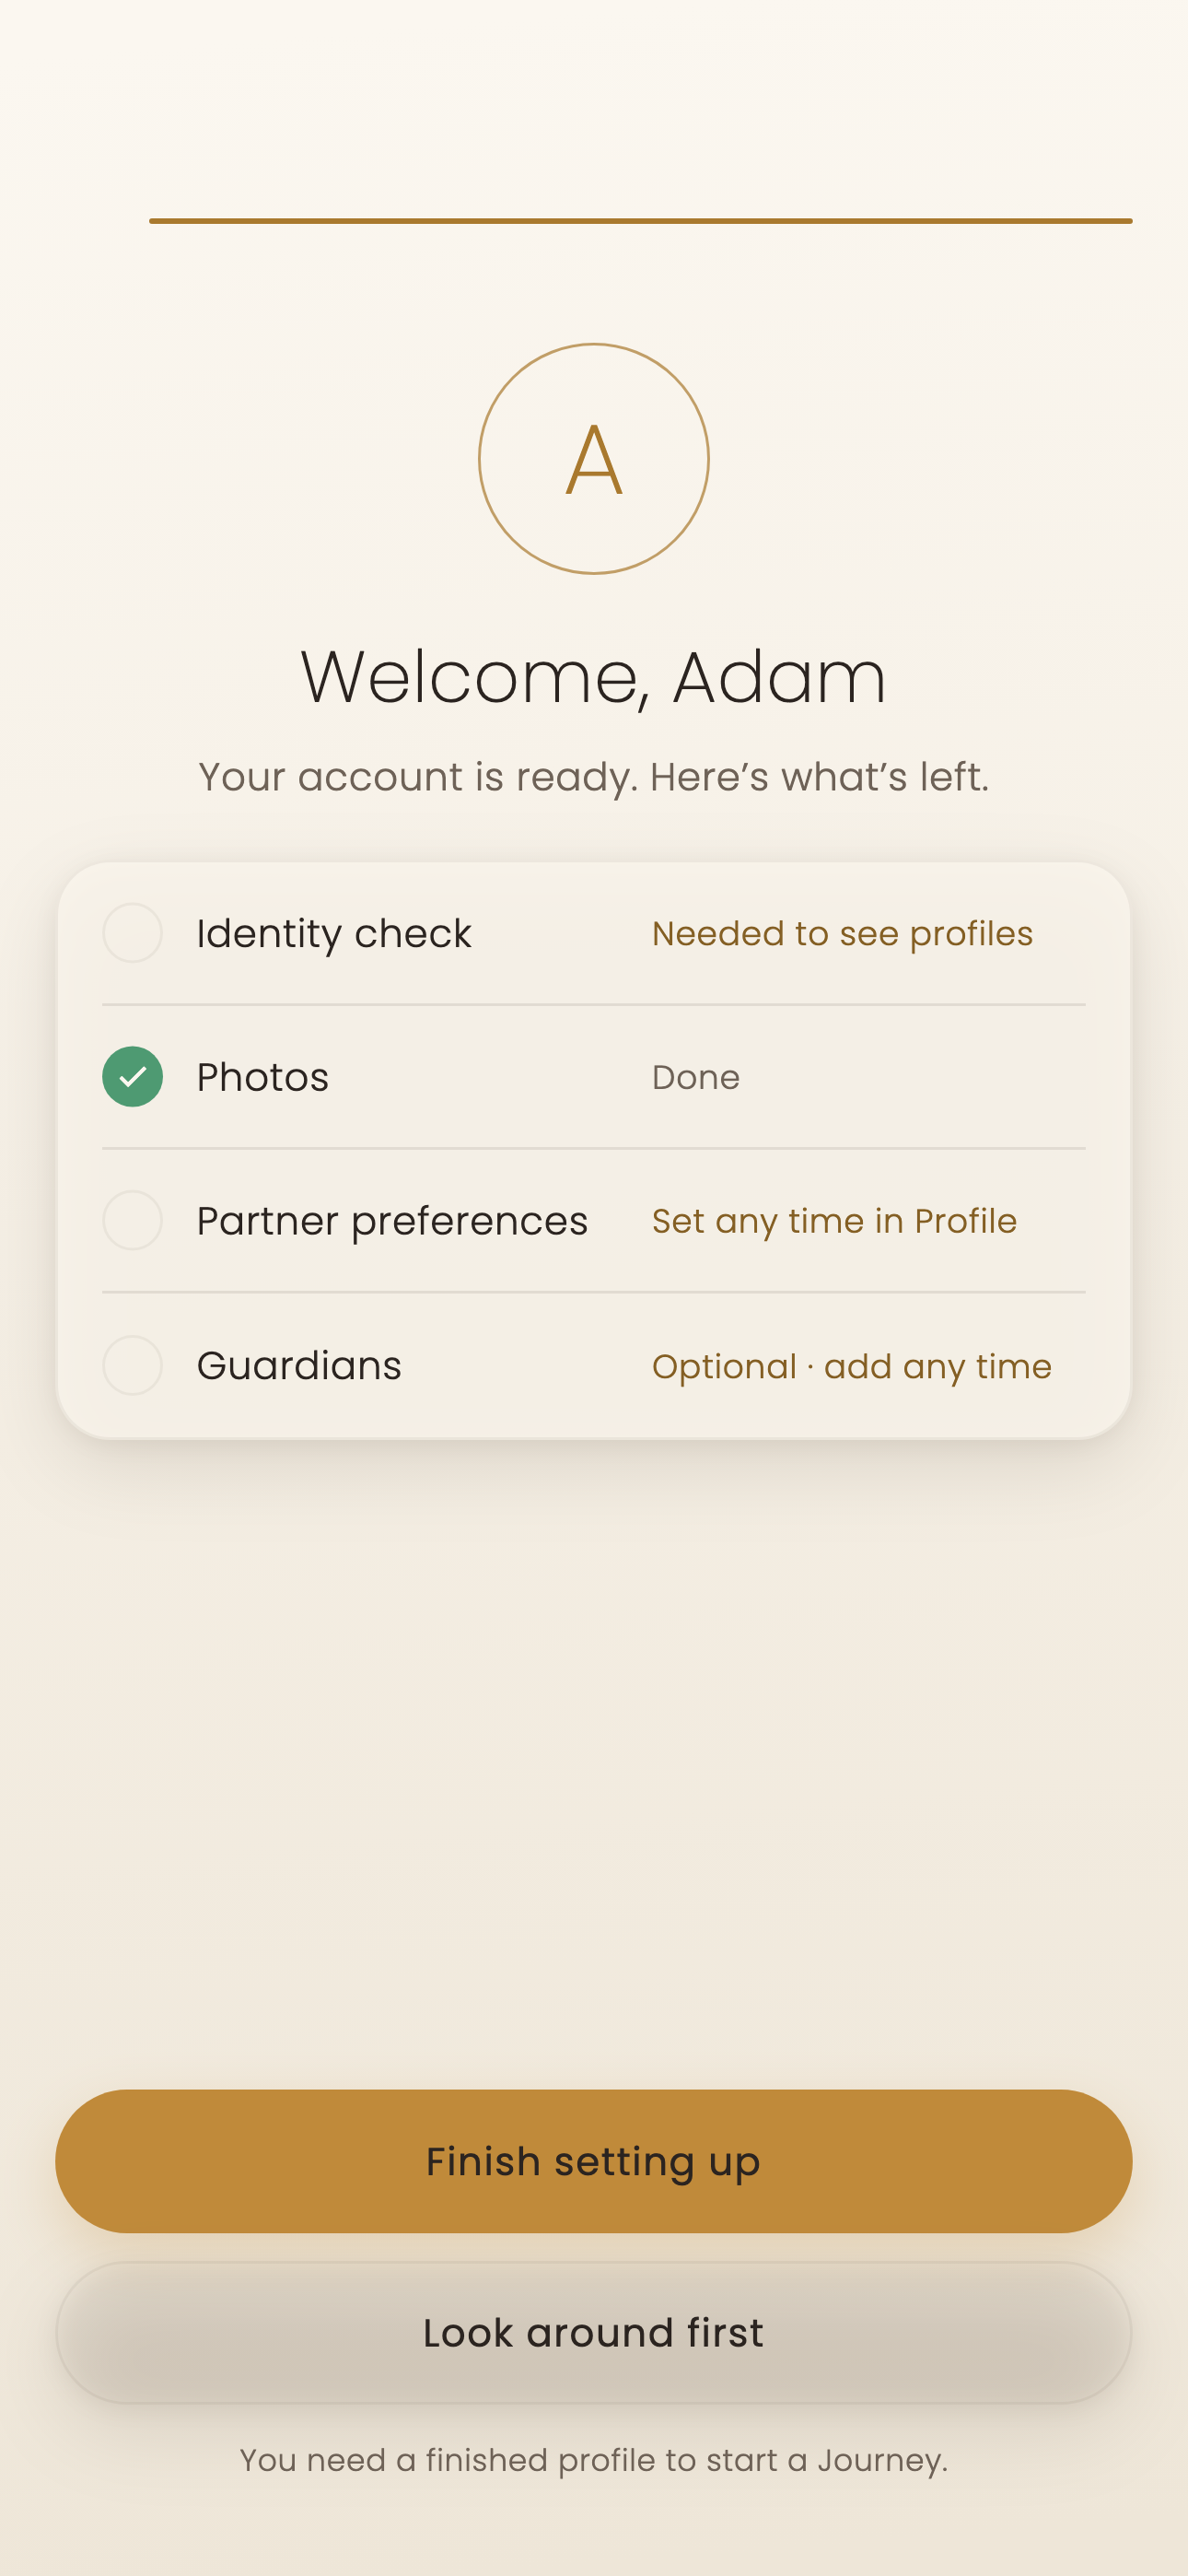 A
Welcome, Adam
Your account is ready. Here’s what’s left.
Identity check Needed to see profiles
Photos Done
Partner preferences Set any time in Profile
Guardians Optional · add any time
Finish setting up
Look around first
You need a finished profile to start a Journey.